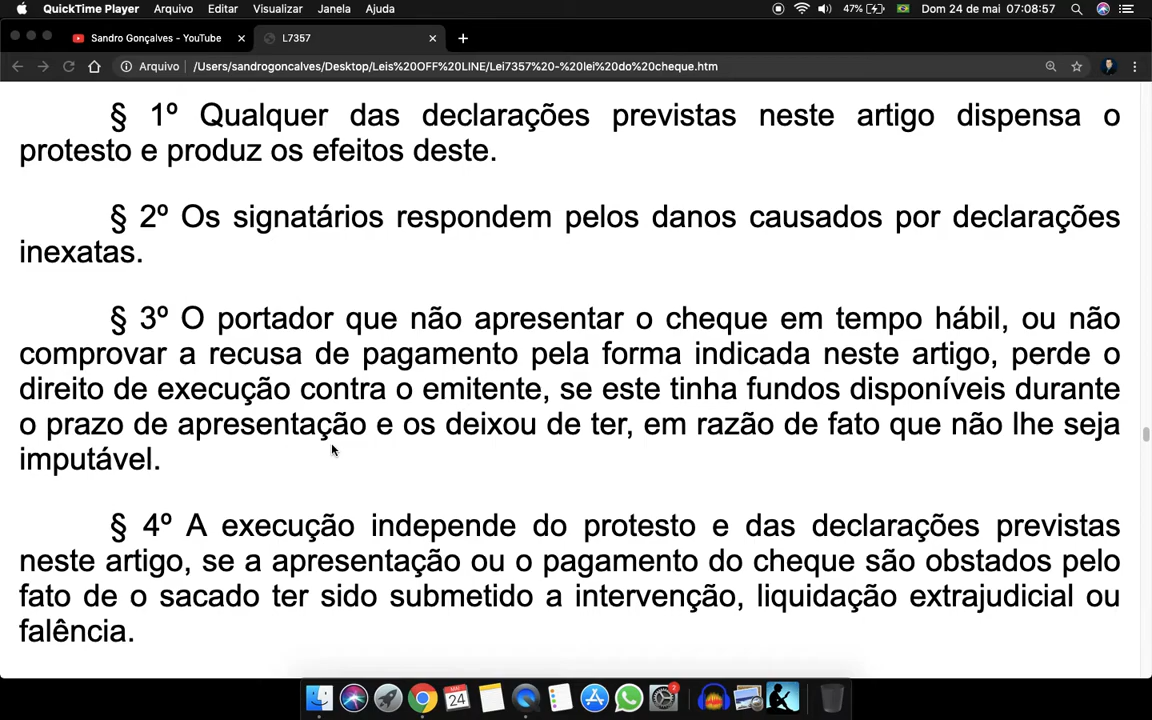 QuickTime Player Arquivo Editar Visualizar Janela Ajuda 47% Dom 24 de mai 07:08:57
Sandro Gonçalves - YouTube L7357
Arquivo /Users/sandrogoncalves/Desktop/Leis%20OFF%20LINE/Lei7357%20-%20lei%20do%20cheque.htm
§ 1º Qualquer das declarações previstas neste artigo dispensa o
protesto e produz os efeitos deste.
§ 2º Os signatários respondem pelos danos causados por declarações
inexatas.
§ 3º O portador que não apresentar o cheque em tempo hábil, ou não
comprovar a recusa de pagamento pela forma indicada neste artigo, perde o
direito de execução contra o emitente, se este tinha fundos disponíveis durante
o prazo de apresentação e os deixou de ter, em razão de fato que não lhe seja
imputável.
§ 4º A execução independe do protesto e das declarações previstas
neste artigo, se a apresentação ou o pagamento do cheque são obstados pelo
fato de o sacado ter sido submetido a intervenção, liquidação extrajudicial ou
falência.
24
2